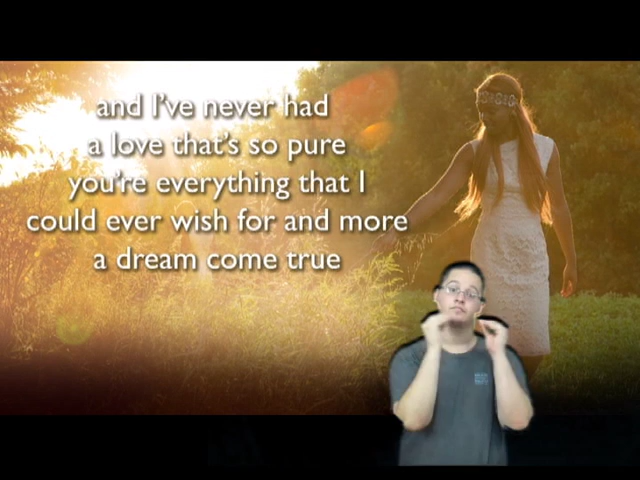 and I've never had
a love that's so pure
you're everything that I
could ever wish for and more
a dream come true